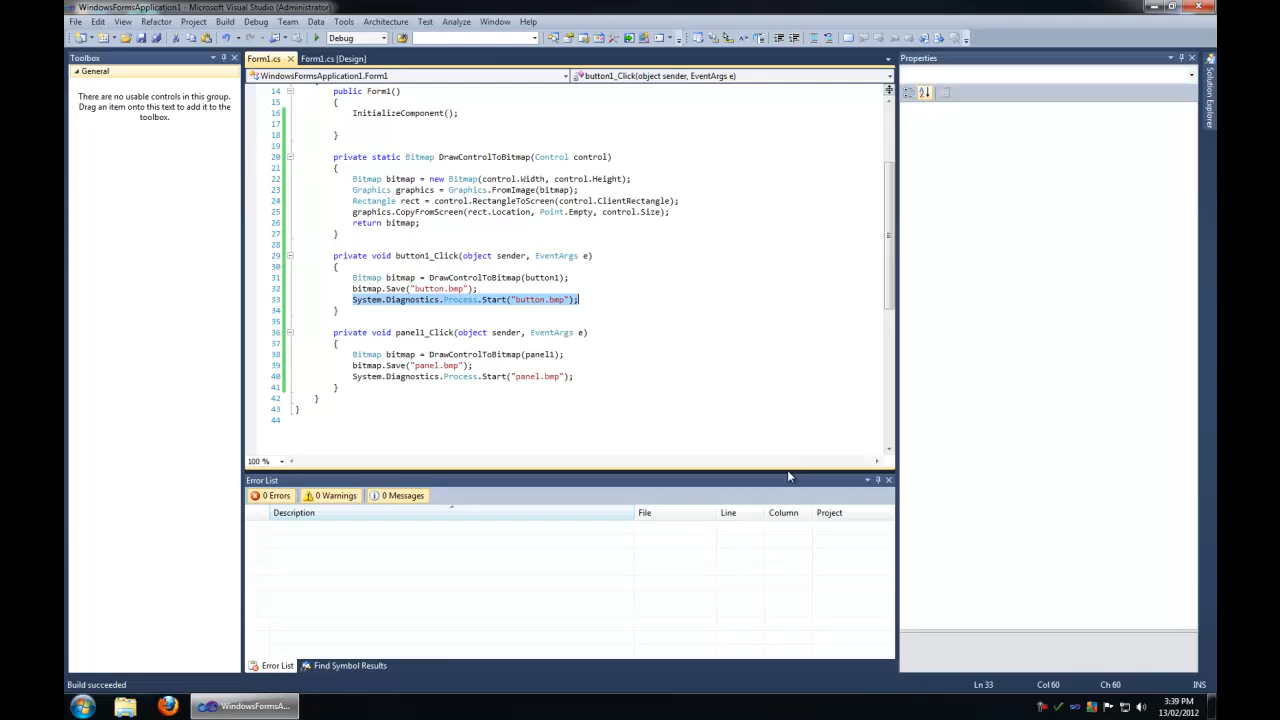 WindowsFormsApplication1 - Microsoft Visual Studio (Administrator)
File Edit View Refactor Project Build Debug Team Data Tools Architecture Test Analyze Window Help
Debug
Toolbox
General
There are no usable controls in this group.
Drag an item onto this text to add it to the
toolbox.
Form1.cs
Form1.cs [Design]
WindowsFormsApplication1.Form1
button1_Click(object sender, EventArgs e)
14 public Form1()
15 {
16 InitializeComponent();
17
18 }
19
20 private static Bitmap DrawControlToBitmap(Control control)
21 {
22 Bitmap bitmap = new Bitmap(control.Width, control.Height);
23 Graphics graphics = Graphics.FromImage(bitmap);
24 Rectangle rect = control.RectangleToScreen(control.ClientRectangle);
25 graphics.CopyFromScreen(rect.Location, Point.Empty, control.Size);
26 return bitmap;
27 }
28
29 private void button1_Click(object sender, EventArgs e)
30 {
31 Bitmap bitmap = DrawControlToBitmap(button1);
32 bitmap.Save("button.bmp");
33 System.Diagnostics.Process.Start("button.bmp");
34 }
35
36 private void panel1_Click(object sender, EventArgs e)
37 {
38 Bitmap bitmap = DrawControlToBitmap(panel1);
39 bitmap.Save("panel.bmp");
40 System.Diagnostics.Process.Start("panel.bmp");
41 }
42 }
43 }
44
100 %
Error List
0 Errors 0 Warnings 0 Messages
Description File Line Column Project
Error List Find Symbol Results
Properties
Solution Explorer
Build succeeded Ln 33 Col 60 Ch 60 INS
WindowsFormsA...
3:39 PM
13/02/2012